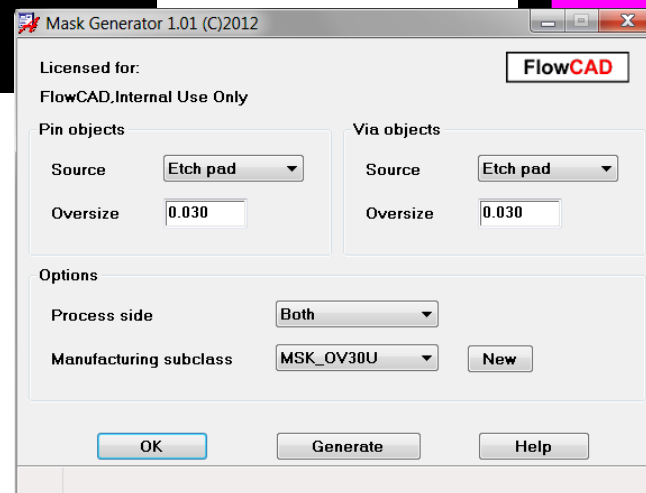 Mask Generator 1.01 (C)2012
Licensed for:
FlowCAD
FlowCAD,Internal Use Only
Pin objects
Source Etch pad
Oversize 0.030
Via objects
Source Etch pad
Oversize 0.030
Options
Process side Both
Manufacturing subclass MSK_OV30U New
OK Generate Help